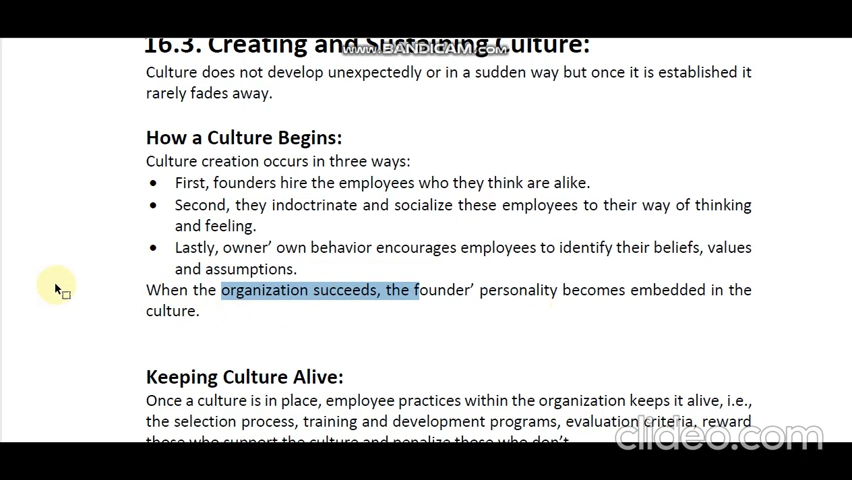 16.3. Creating and Sustaining Culture:
WWW.BANDICAM.COM
Culture does not develop unexpectedly or in a sudden way but once it is established it
rarely fades away.
How a Culture Begins:
Culture creation occurs in three ways:
• First, founders hire the employees who they think are alike.
• Second, they indoctrinate and socialize these employees to their way of thinking
and feeling.
• Lastly, owner’ own behavior encourages employees to identify their beliefs, values
and assumptions.
When the organization succeeds, the founder’ personality becomes embedded in the
culture.
Keeping Culture Alive:
Once a culture is in place, employee practices within the organization keeps it alive, i.e.,
the selection process, training and development programs, evaluation criteria, reward
those who support the culture and penalize those who don’t.
clideo.com